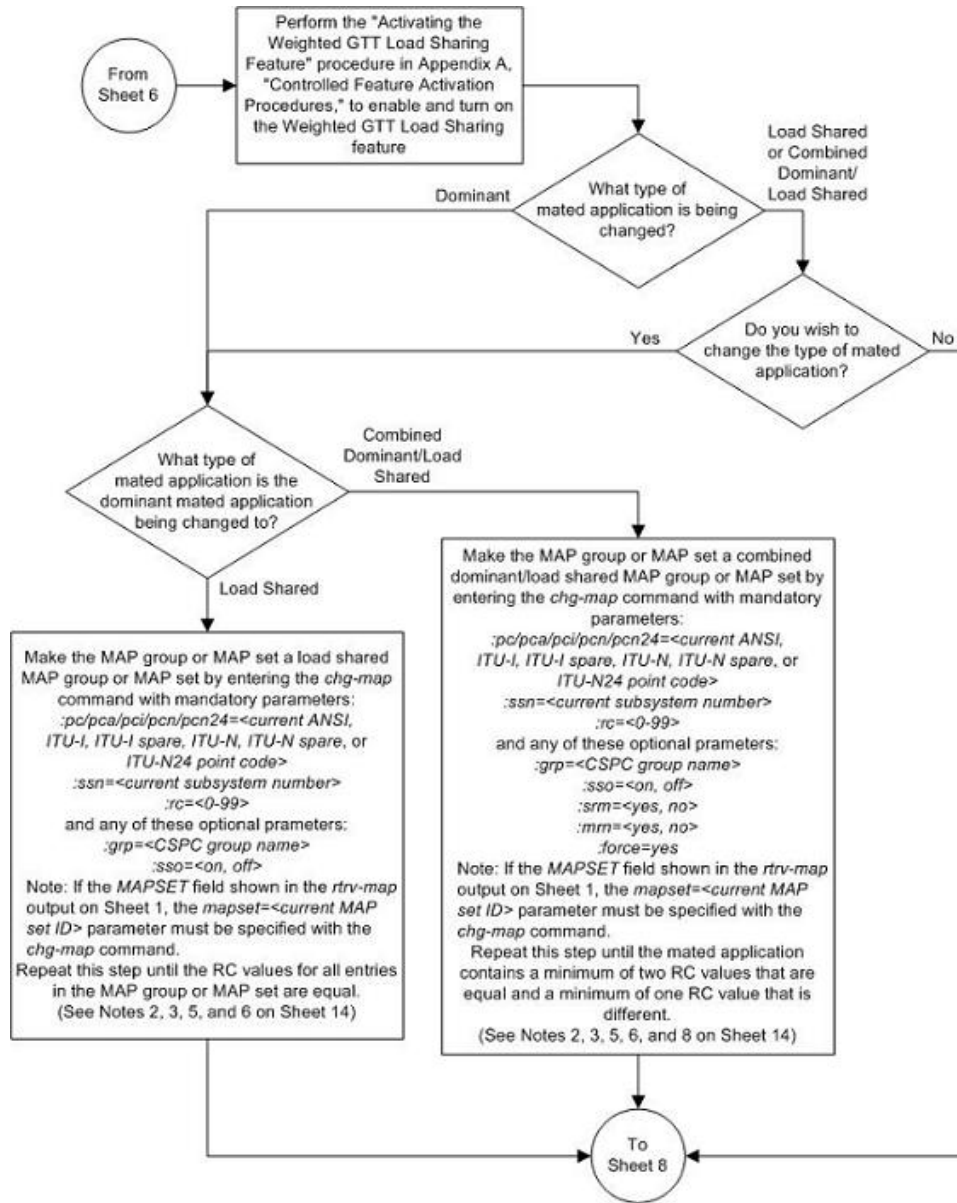 From
Sheet 6
Perform the "Activating the
Weighted GTT Load Sharing
Feature" procedure in Appendix A,
"Controlled Feature Activation
Procedures," to enable and turn on
the Weighted GTT Load Sharing
feature
What type of
mated application is being
changed?
Dominant
Load Shared
or Combined
Dominant/
Load Shared
Do you wish to
change the type of mated
application?
Yes
No
What type of
mated application is the
dominant mated application
being changed to?
Combined
Dominant/Load
Shared
Load Shared
Make the MAP group or MAP set a load shared
MAP group or MAP set by entering the chg-map
command with mandatory parameters:
:pc/pca/pci/pcn/pcn24=<current ANSI,
ITU-I, ITU-I spare, ITU-N, ITU-N spare, or
ITU-N24 point code>
:ssn=<current subsystem number>
:rc=<0-99>
and any of these optional prameters:
:grp=<CSPC group name>
:sso=<on, off>
Note: If the MAPSET field shown in the rtrv-map
output on Sheet 1, the mapset=<current MAP
set ID> parameter must be specified with the
chg-map command.
Repeat this step until the RC values for all entries
in the MAP group or MAP set are equal.
(See Notes 2, 3, 5, and 6 on Sheet 14)
Make the MAP group or MAP set a combined
dominant/load shared MAP group or MAP set by
entering the chg-map command with mandatory
parameters:
:pc/pca/pci/pcn/pcn24=<current ANSI,
ITU-I, ITU-I spare, ITU-N, ITU-N spare, or
ITU-N24 point code>
:ssn=<current subsystem number>
:rc=<0-99>
and any of these optional prameters:
:grp=<CSPC group name>
:sso=<on, off>
:srm=<yes, no>
:mrn=<yes, no>
:force=yes
Note: If the MAPSET field shown in the rtrv-map
output on Sheet 1, the mapset=<current MAP
set ID> parameter must be specified with the
chg-map command.
Repeat this step until the mated application
contains a minimum of two RC values that are
equal and a minimum of one RC value that is
different.
(See Notes 2, 3, 5, 6, and 8 on Sheet 14)
To
Sheet 8